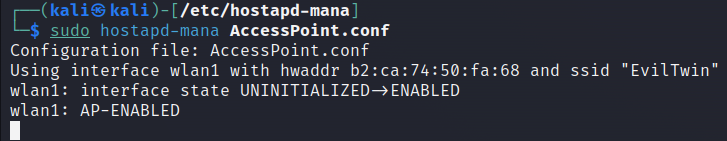 ┌──(kali㉿kali)-[/etc/hostapd-mana]
└─$ sudo hostapd-mana AccessPoint.conf
Configuration file: AccessPoint.conf
Using interface wlan1 with hwaddr b2:ca:74:50:fa:68 and ssid "EvilTwin"
wlan1: interface state UNINITIALIZED→ENABLED
wlan1: AP-ENABLED